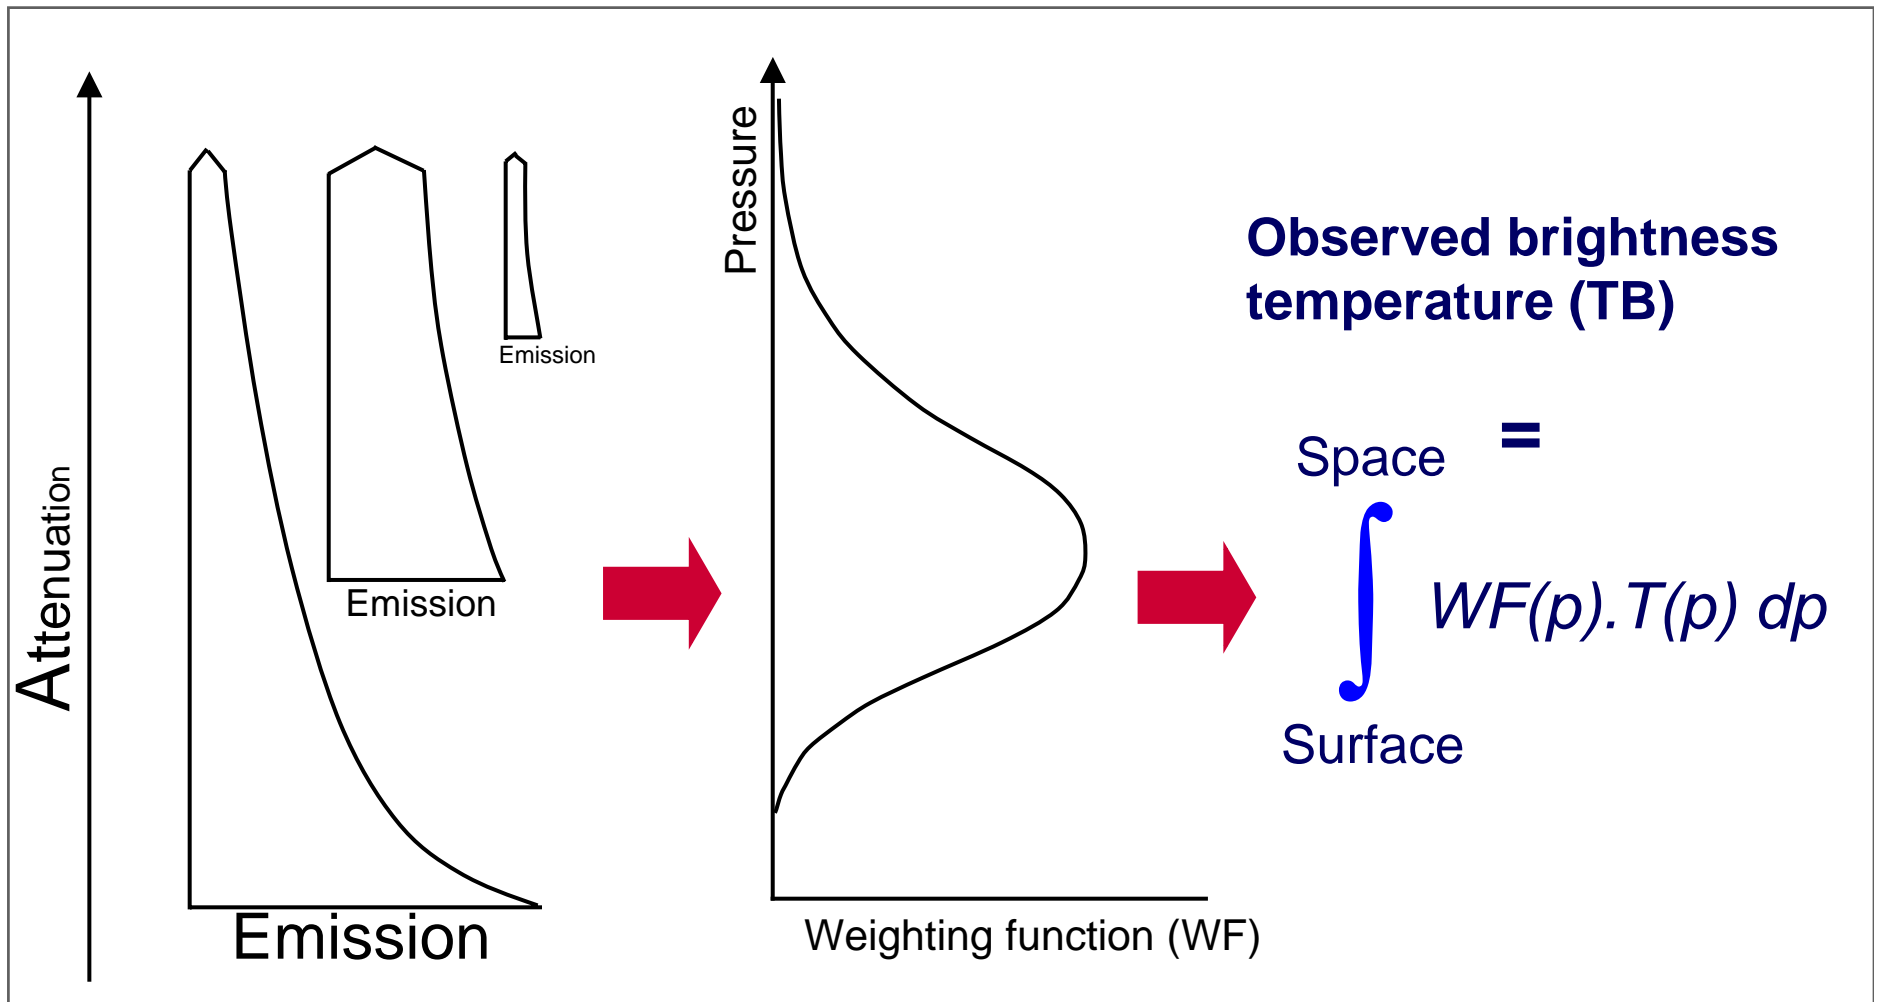 Attenuation
Emission
Emission
Emission
Pressure
Weighting function (WF)
Observed brightness
temperature (TB)
=
Space
∫
WF(p).T(p) dp
Surface